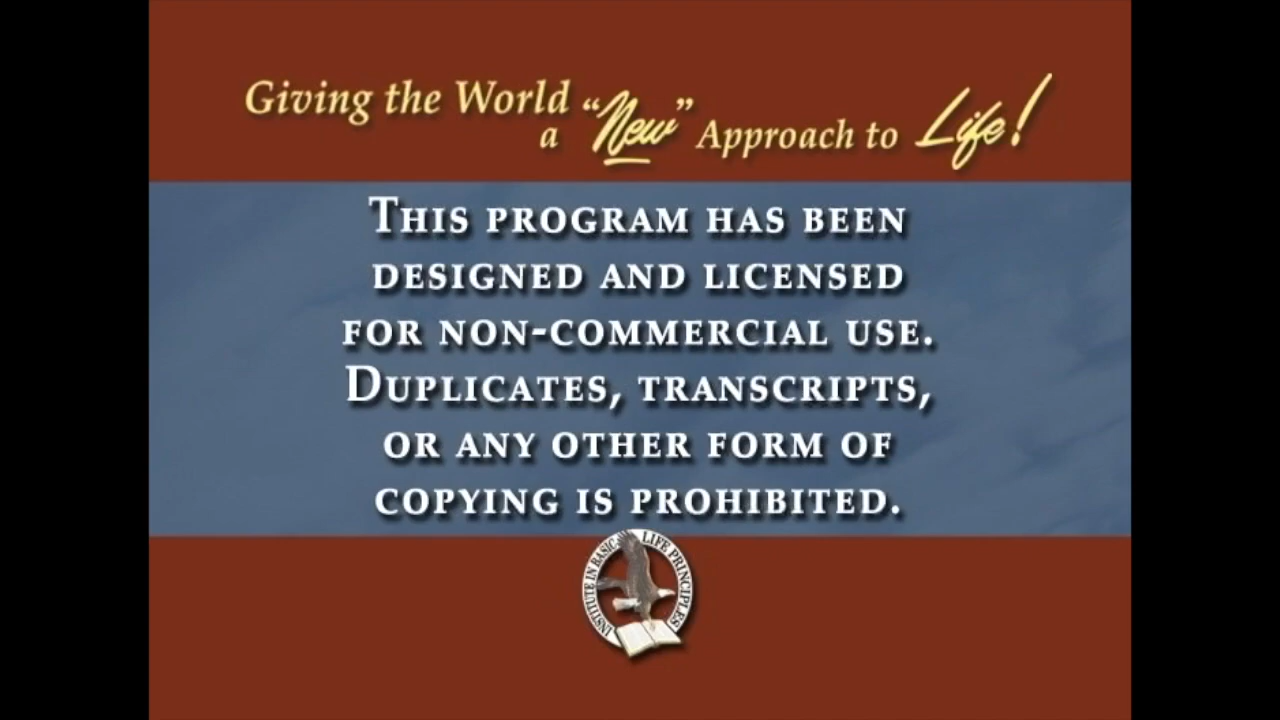 Giving the World
a "New" Approach to Life!
THIS PROGRAM HAS BEEN
DESIGNED AND LICENSED
FOR NON-COMMERCIAL USE.
DUPLICATES, TRANSCRIPTS,
OR ANY OTHER FORM OF
COPYING IS PROHIBITED.
INSTITUTE IN BASIC LIFE PRINCIPLES